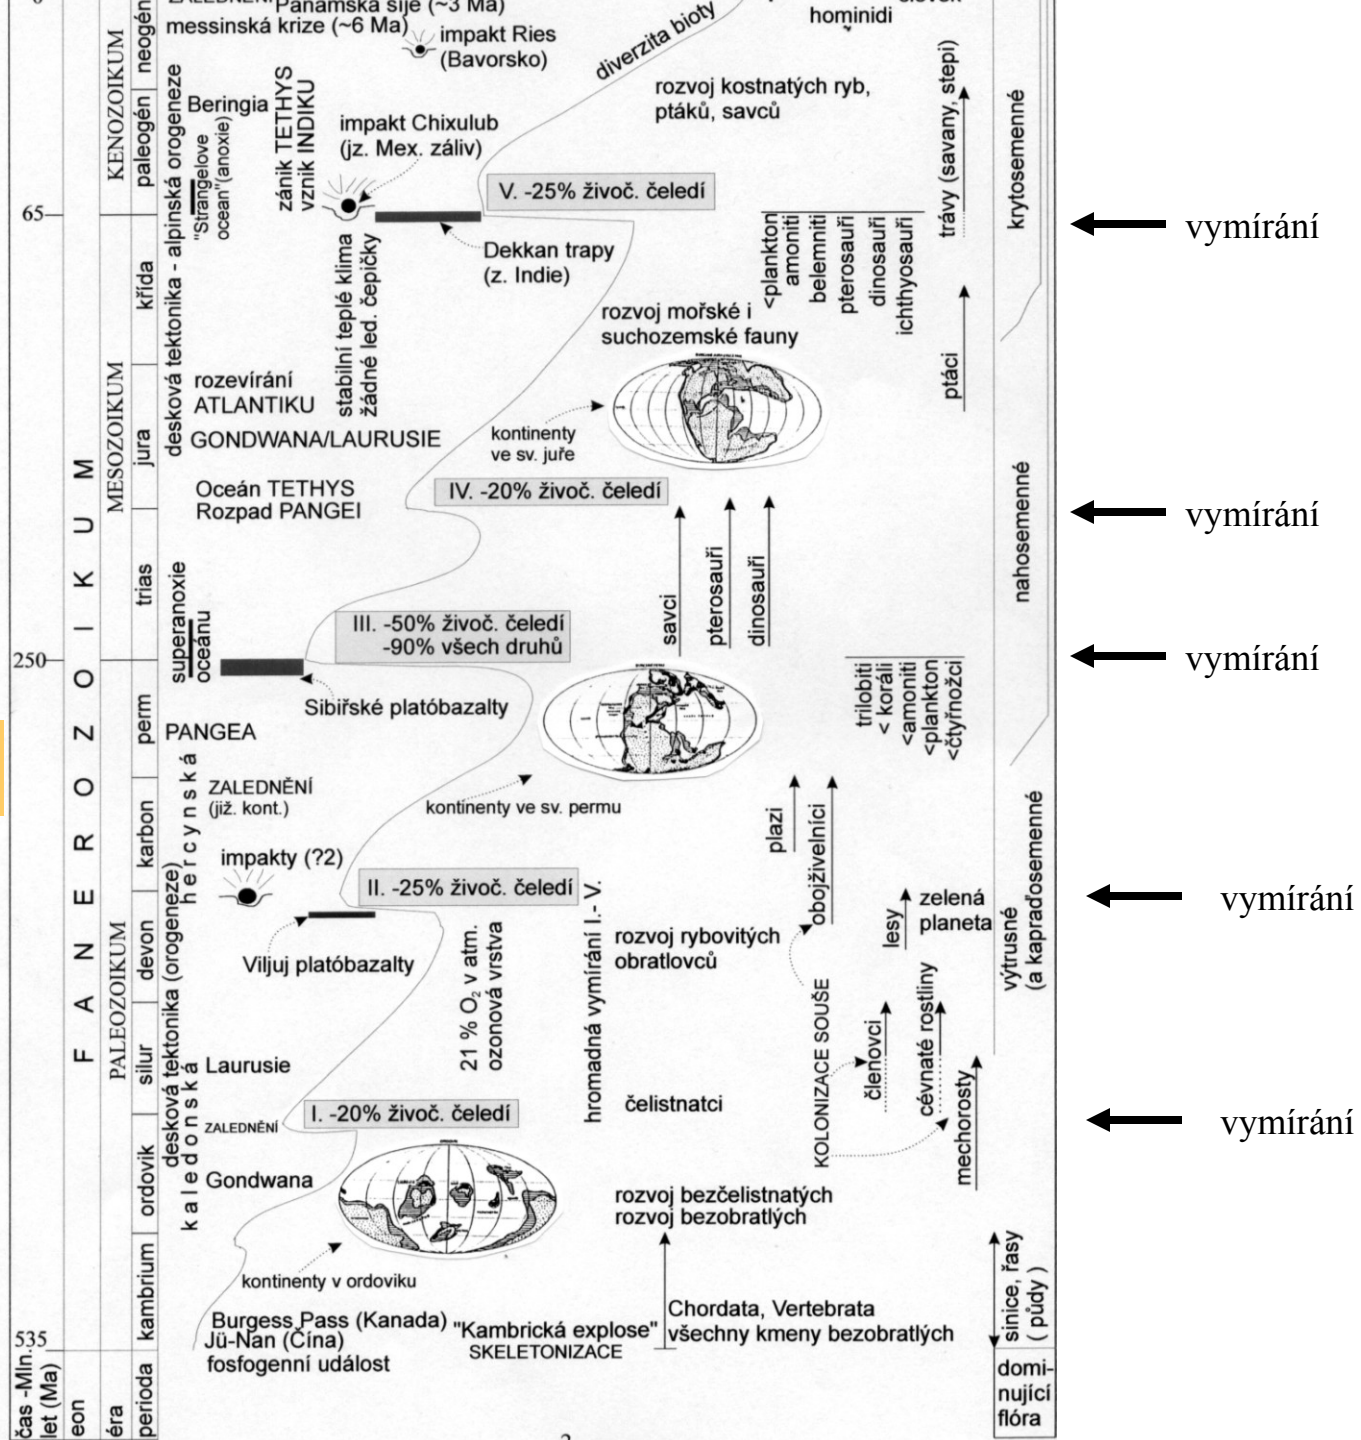 Panamská šíje (~3 Ma)
messinská krize (~6 Ma)
impakt Ries
(Bavorsko)
diverzita bioty
hominidi
rozvoj kostnatých ryb,
ptáků, savců
trávy (savany, stepi)
krytosemenné
KENOZOIKUM
neogén
paleogén
desková tektonika - alpinská orogeneze
Beringia
"Strangelove
ocean"(anoxie)
zánik TETHYS
vznik INDIKU
impakt Chixulub
(jz. Mex. záliv)
V. -25% živoč. čeledí
65
vymírání
Dekkan trapy
(z. Indie)
<plankton
amoniti
belemniti
pterosauři
dinosauři
ichthyosauři
křída
stabilní teplé klima
žádné led. čepičky
rozvoj mořské i
suchozemské fauny
ptáci
MESOZOIKUM
rozevírání
ATLANTIKU
jura
GONDWANA/LAURUSIE
kontinenty
ve sv. juře
Oceán TETHYS
Rozpad PANGEI
IV. -20% živoč. čeledí
vymírání
nahosemenné
trias
savci
pterosauři
dinosauři
superanoxie
oceánu
III. -50% živoč. čeledí
-90% všech druhů
250
vymírání
Sibiřské platóbazalty
trilobiti
< koráli
<amoniti
<plankton
<čtyřnožci
perm
PANGEA
FANEROZOIKUM
hercynská
ZALEDNĚNÍ
(již. kont.)
kontinenty ve sv. permu
plazi
obojživelníci
karbon
impakty (?2)
II. -25% živoč. čeledí
vymírání
lesy
zelená
planeta
výtrusné
(a kapraďosemenné)
PALEOZOIKUM
devon
desková tektonika (orogeneze)
Viljuj platóbazalty
21 % O₂ v atm.
ozonová vrstva
hromadná vymírání I.- V.
rozvoj rybovitých
obratlovců
KOLONIZACE SOUŠE
členovci
cévnaté rostliny
mechorosty
silur
kaledonská
Laurusie
čelistnatci
ZALEDNĚNÍ
I. -20% živoč. čeledí
vymírání
ordovik
Gondwana
rozvoj bezčelistnatých
rozvoj bezobratlých
kontinenty v ordoviku
kambrium
sinice, řasy
( půdy )
Burgess Pass (Kanada)
Jü-Nan (Čína)
fosfogenní událost
"Kambrická explose"
SKELETONIZACE
Chordata, Vertebrata
všechny kmeny bezobratlých
535
čas -Mln.
let (Ma)
eon
éra
perioda
domi-
nující
flóra